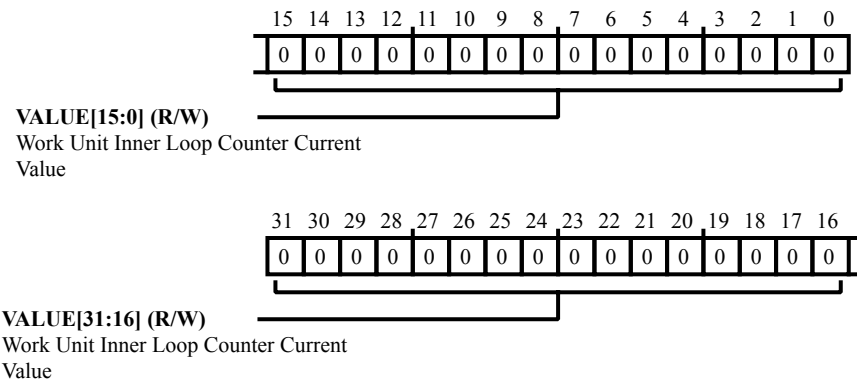 15 14 13 12 11 10 9 8 7 6 5 4 3 2 1 0
0 0 0 0 0 0 0 0 0 0 0 0 0 0 0 0
VALUE[15:0] (R/W)
Work Unit Inner Loop Counter Current
Value
31 30 29 28 27 26 25 24 23 22 21 20 19 18 17 16
0 0 0 0 0 0 0 0 0 0 0 0 0 0 0 0
VALUE[31:16] (R/W)
Work Unit Inner Loop Counter Current
Value